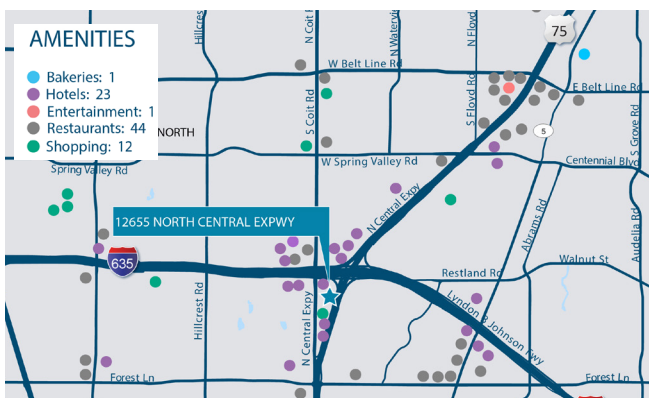 AMENITIES
Bakeries: 1
Hotels: 23
Entertainment: 1
Restaurants: 44
Shopping: 12
NORTH
Hillcres
N Coit R
N Watervi
N Floyd
75
W Belt Line Rd
E Belt Line Rd
S Coit Rd
S Floyd Rd
S Grove Rd
5
W Spring Valley Rd
Centennial Blvd
Spring Valley Rd
N Central Expy
Abrams Rd
Audelia Rd
12655 NORTH CENTRAL EXPWY
635
Walnut St
Restland Rd
Hillcrest Rd
N Central Expy
Lyndon B Johnson Fwy
Forest Ln
Forest Ln